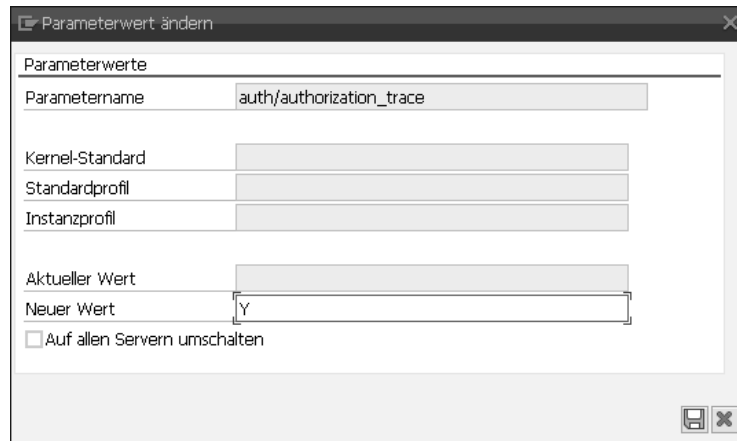 Parameterwert ändern
Parameterwerte
Parametername auth/authorization_trace
Kernel-Standard
Standardprofil
Instanzprofil
Aktueller Wert
Neuer Wert Y
Auf allen Servern umschalten